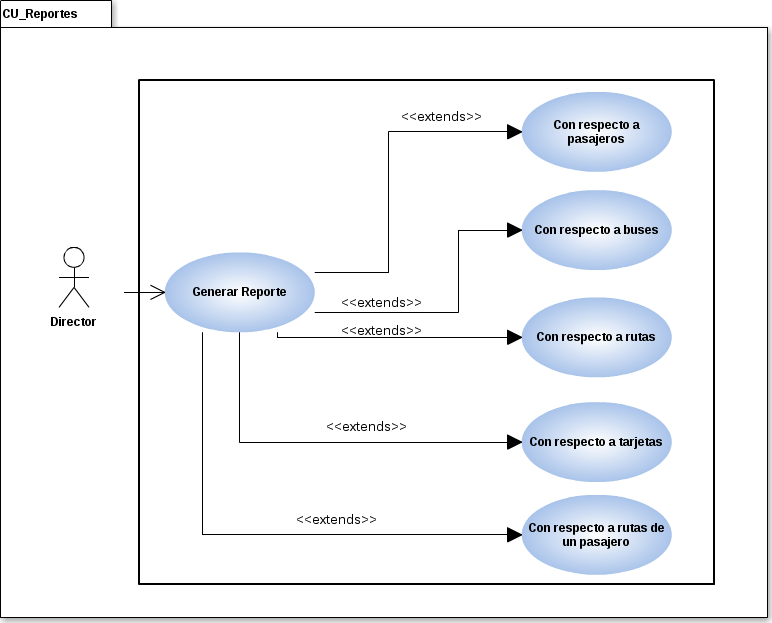 CU_Reportes
<<extends>>
Con respecto a
pasajeros
Con respecto a buses
Generar Reporte
<<extends>>
<<extends>>
Con respecto a rutas
Director
<<extends>>
Con respecto a tarjetas
<<extends>>
Con respecto a rutas de
un pasajero